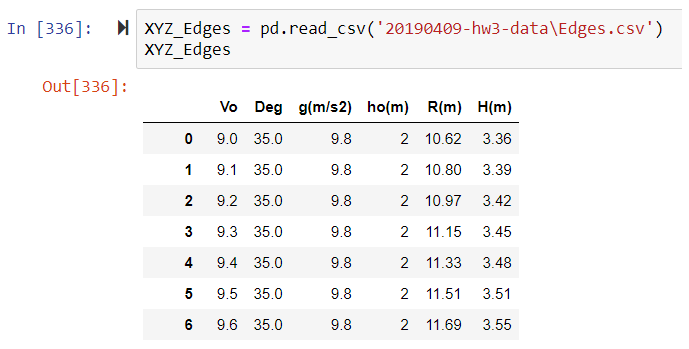 In [336]: XYZ_Edges = pd.read_csv('20190409-hw3-data\Edges.csv')
XYZ_Edges
Out[336]:
Vo Deg g(m/s2) ho(m) R(m) H(m)
0 9.0 35.0 9.8 2 10.62 3.36
1 9.1 35.0 9.8 2 10.80 3.39
2 9.2 35.0 9.8 2 10.97 3.42
3 9.3 35.0 9.8 2 11.15 3.45
4 9.4 35.0 9.8 2 11.33 3.48
5 9.5 35.0 9.8 2 11.51 3.51
6 9.6 35.0 9.8 2 11.69 3.55